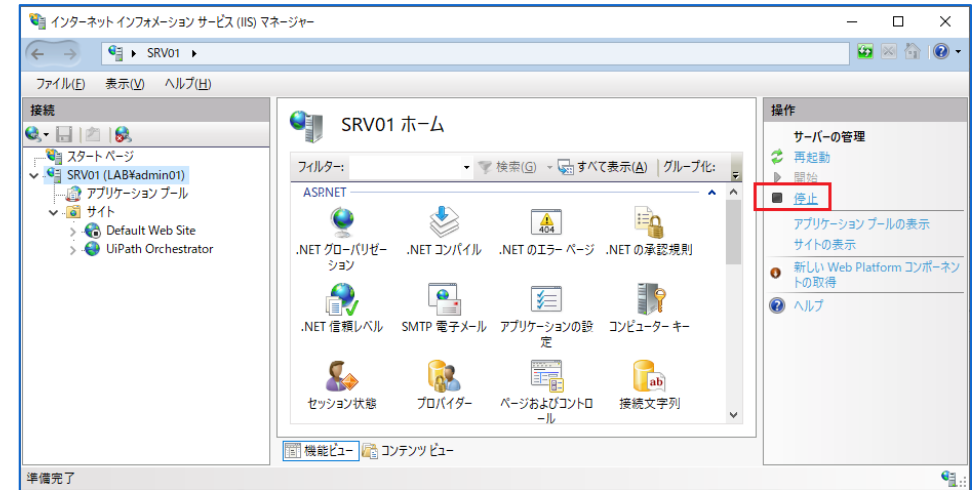 インターネット インフォメーション サービス (IIS) マネージャー
SRV01
ファイル(F) 表示(V) ヘルプ(H)
接続
スタート ページ
SRV01 (LAB¥admin01)
アプリケーション プール
サイト
Default Web Site
UiPath Orchestrator
SRV01 ホーム
フィルター: 検索(G) すべて表示(A) グループ化:
ASP.NET
.NET グローバリゼー
ション
.NET コンパイル
404
.NET のエラー ページ
.NET の承認規則
.NET 信頼レベル
SMTP 電子メール
アプリケーションの設
定
コンピューター キー
セッション状態
プロバイダー
ページおよびコントロ
ール
ab
接続文字列
機能ビュー コンテンツ ビュー
操作
サーバーの管理
再起動
開始
停止
アプリケーション プールの表示
サイトの表示
新しい Web Platform コンポーネン
トの取得
ヘルプ
準備完了